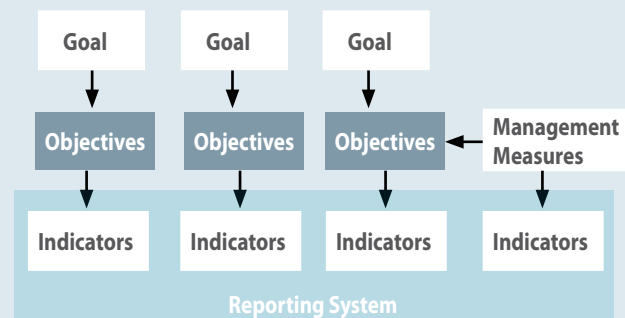 Goal
Goal
Goal
Objectives
Objectives
Objectives
Management
Measures
Indicators
Indicators
Indicators
Indicators
Reporting System